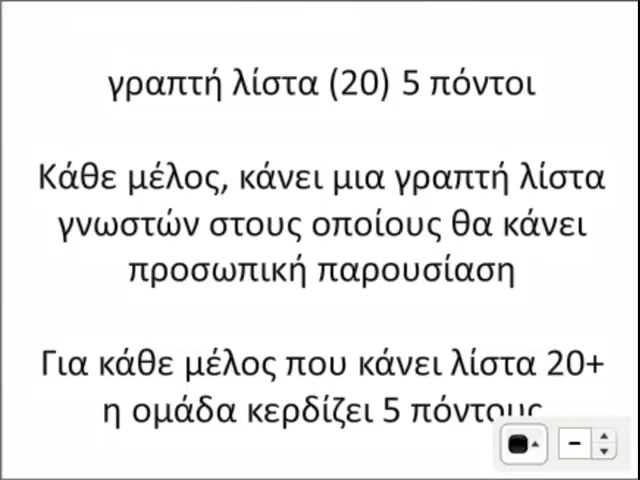 γραπτή λίστα (20) 5 πόντοι
Κάθε μέλος, κάνει μια γραπτή λίστα
γνωστών στους οποίους θα κάνει
προσωπική παρουσίαση
Για κάθε μέλος που κάνει λίστα 20+
η ομάδα κερδίζει 5 πόντους